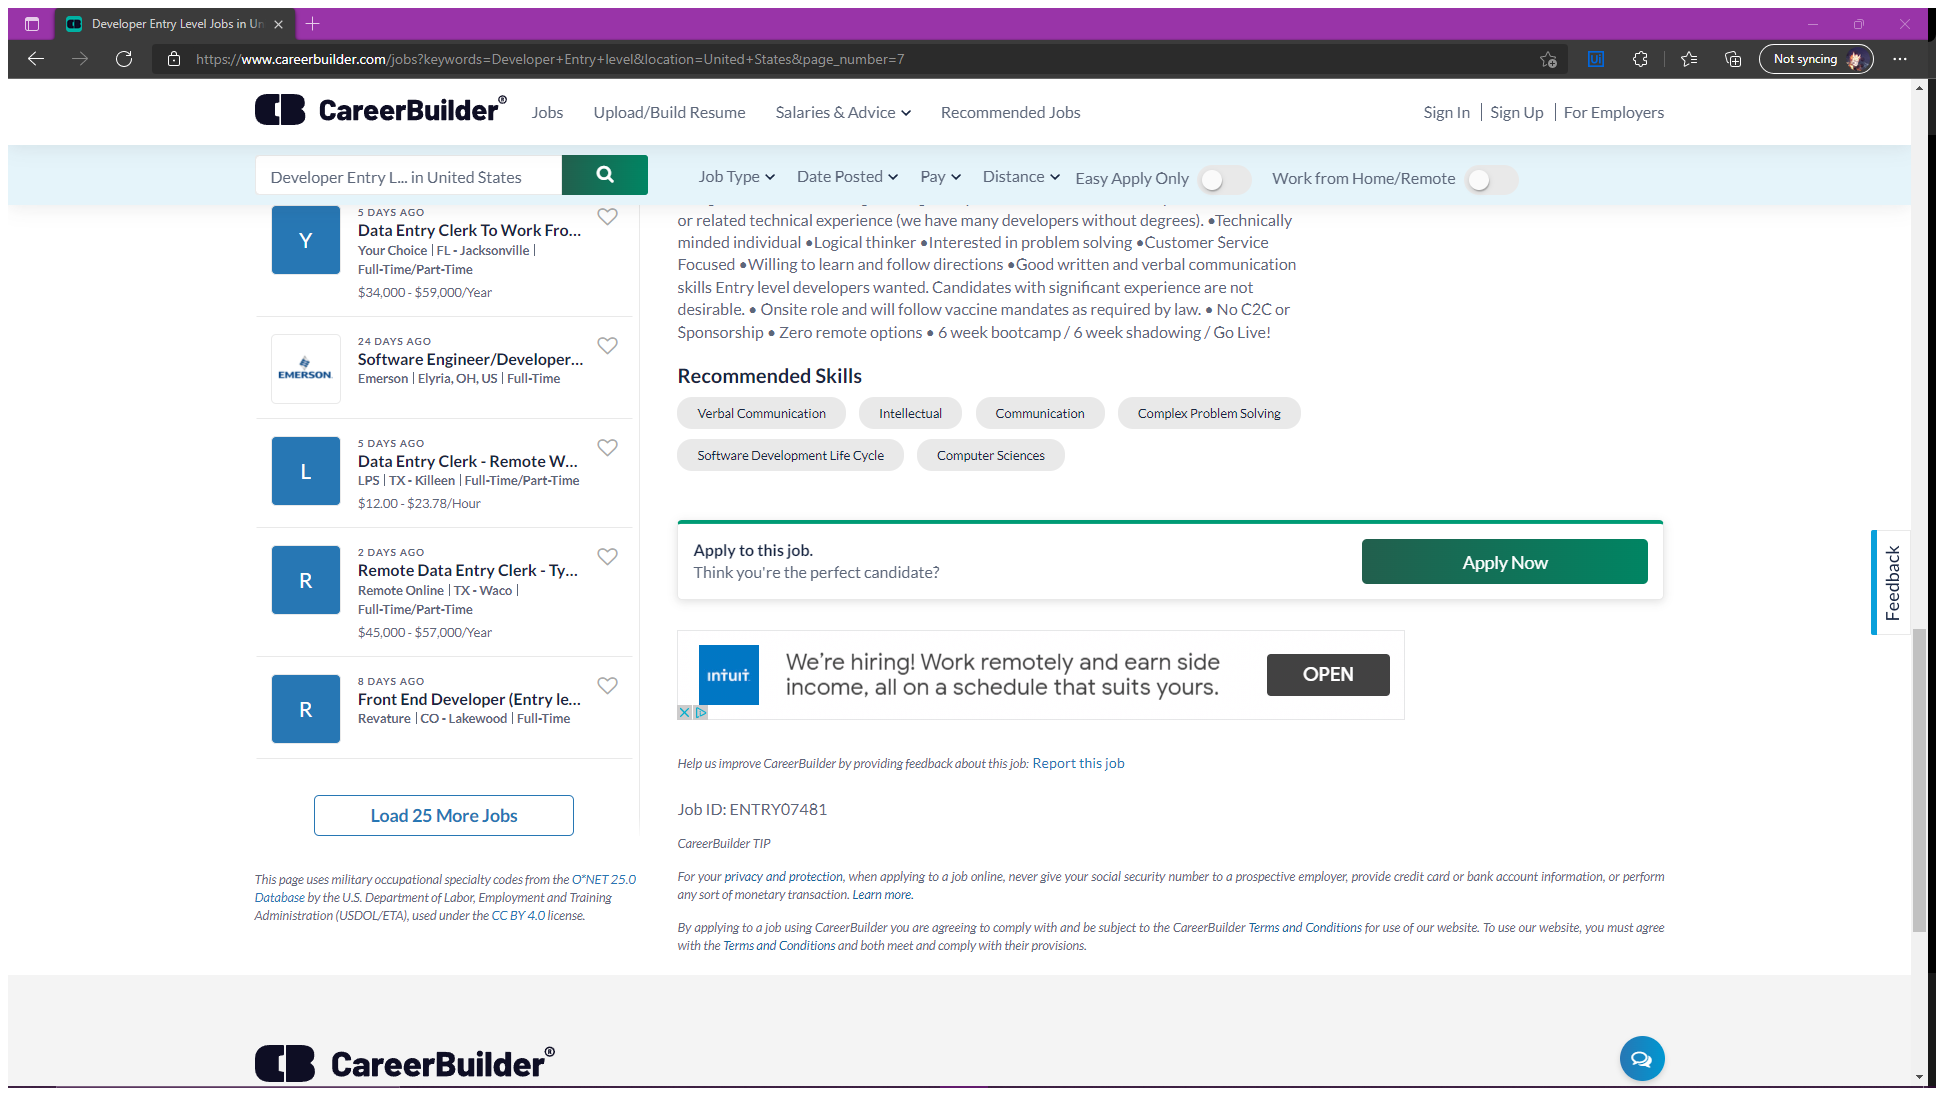 Developer Entry Level Jobs in Un
https://www.careerbuilder.com/jobs?keywords=Developer+Entry+level&location=United+States&page_number=7
Not syncing
CareerBuilder®
Jobs
Upload/Build Resume
Salaries & Advice
Recommended Jobs
Sign In
Sign Up
For Employers
Developer Entry L... in United States
Job Type
Date Posted
Pay
Distance
Easy Apply Only
Work from Home/Remote
Y
5 DAYS AGO
Data Entry Clerk To Work Fro...
Your Choice | FL - Jacksonville |
Full-Time/Part-Time
$34,000 - $59,000/Year
EMERSON
24 DAYS AGO
Software Engineer/Developer...
Emerson | Elyria, OH, US | Full-Time
L
5 DAYS AGO
Data Entry Clerk - Remote W...
LPS | TX - Killeen | Full-Time/Part-Time
$12.00 - $23.78/Hour
R
2 DAYS AGO
Remote Data Entry Clerk - Ty...
Remote Online | TX - Waco |
Full-Time/Part-Time
$45,000 - $57,000/Year
R
8 DAYS AGO
Front End Developer (Entry le...
Revature | CO - Lakewood | Full-Time
Load 25 More Jobs
This page uses military occupational specialty codes from the O*NET 25.0
Database by the U.S. Department of Labor, Employment and Training
Administration (USDOL/ETA), used under the CC BY 4.0 license.
or related technical experience (we have many developers without degrees). •Technically
minded individual •Logical thinker •Interested in problem solving •Customer Service
Focused •Willing to learn and follow directions •Good written and verbal communication
skills Entry level developers wanted. Candidates with significant experience are not
desirable. • Onsite role and will follow vaccine mandates as required by law. • No C2C or
Sponsorship • Zero remote options • 6 week bootcamp / 6 week shadowing / Go Live!
Recommended Skills
Verbal Communication
Intellectual
Communication
Complex Problem Solving
Software Development Life Cycle
Computer Sciences
Apply to this job.
Think you're the perfect candidate?
Apply Now
intuit
We're hiring! Work remotely and earn side
income, all on a schedule that suits yours.
OPEN
Help us improve CareerBuilder by providing feedback about this job: Report this job
Job ID: ENTRY07481
CareerBuilder TIP
For your privacy and protection, when applying to a job online, never give your social security number to a prospective employer, provide credit card or bank account information, or perform
any sort of monetary transaction. Learn more.
By applying to a job using CareerBuilder you are agreeing to comply with and be subject to the CareerBuilder Terms and Conditions for use of our website. To use our website, you must agree
with the Terms and Conditions and both meet and comply with their provisions.
Feedback
CareerBuilder®